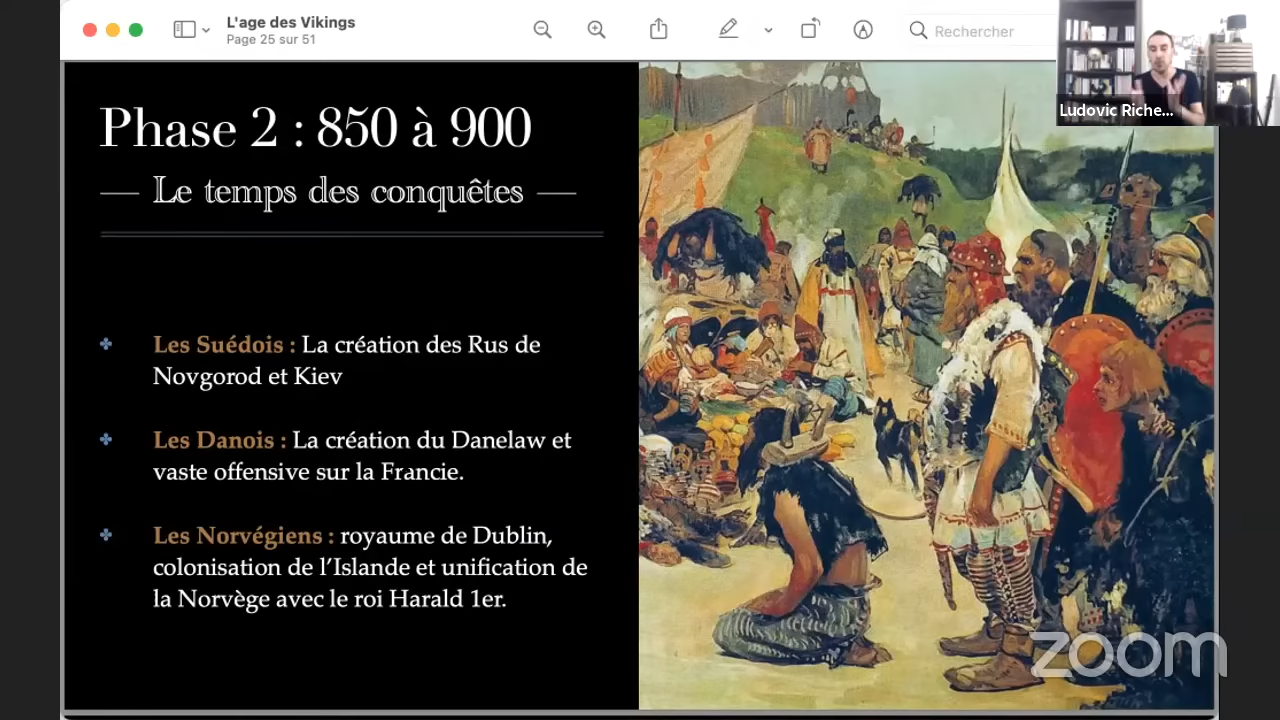 L'age des Vikings
Page 25 sur 51
Rechercher
Ludovic Riche...
Phase 2 : 850 à 900
Le temps des conquêtes
Les Suédois : La création des Rus de
Novgorod et Kiev
Les Danois : La création du Danelaw et
vaste offensive sur la Francie.
Les Norvégiens : royaume de Dublin,
colonisation de l'Islande et unification de
la Norvège avec le roi Harald 1er.
zoom